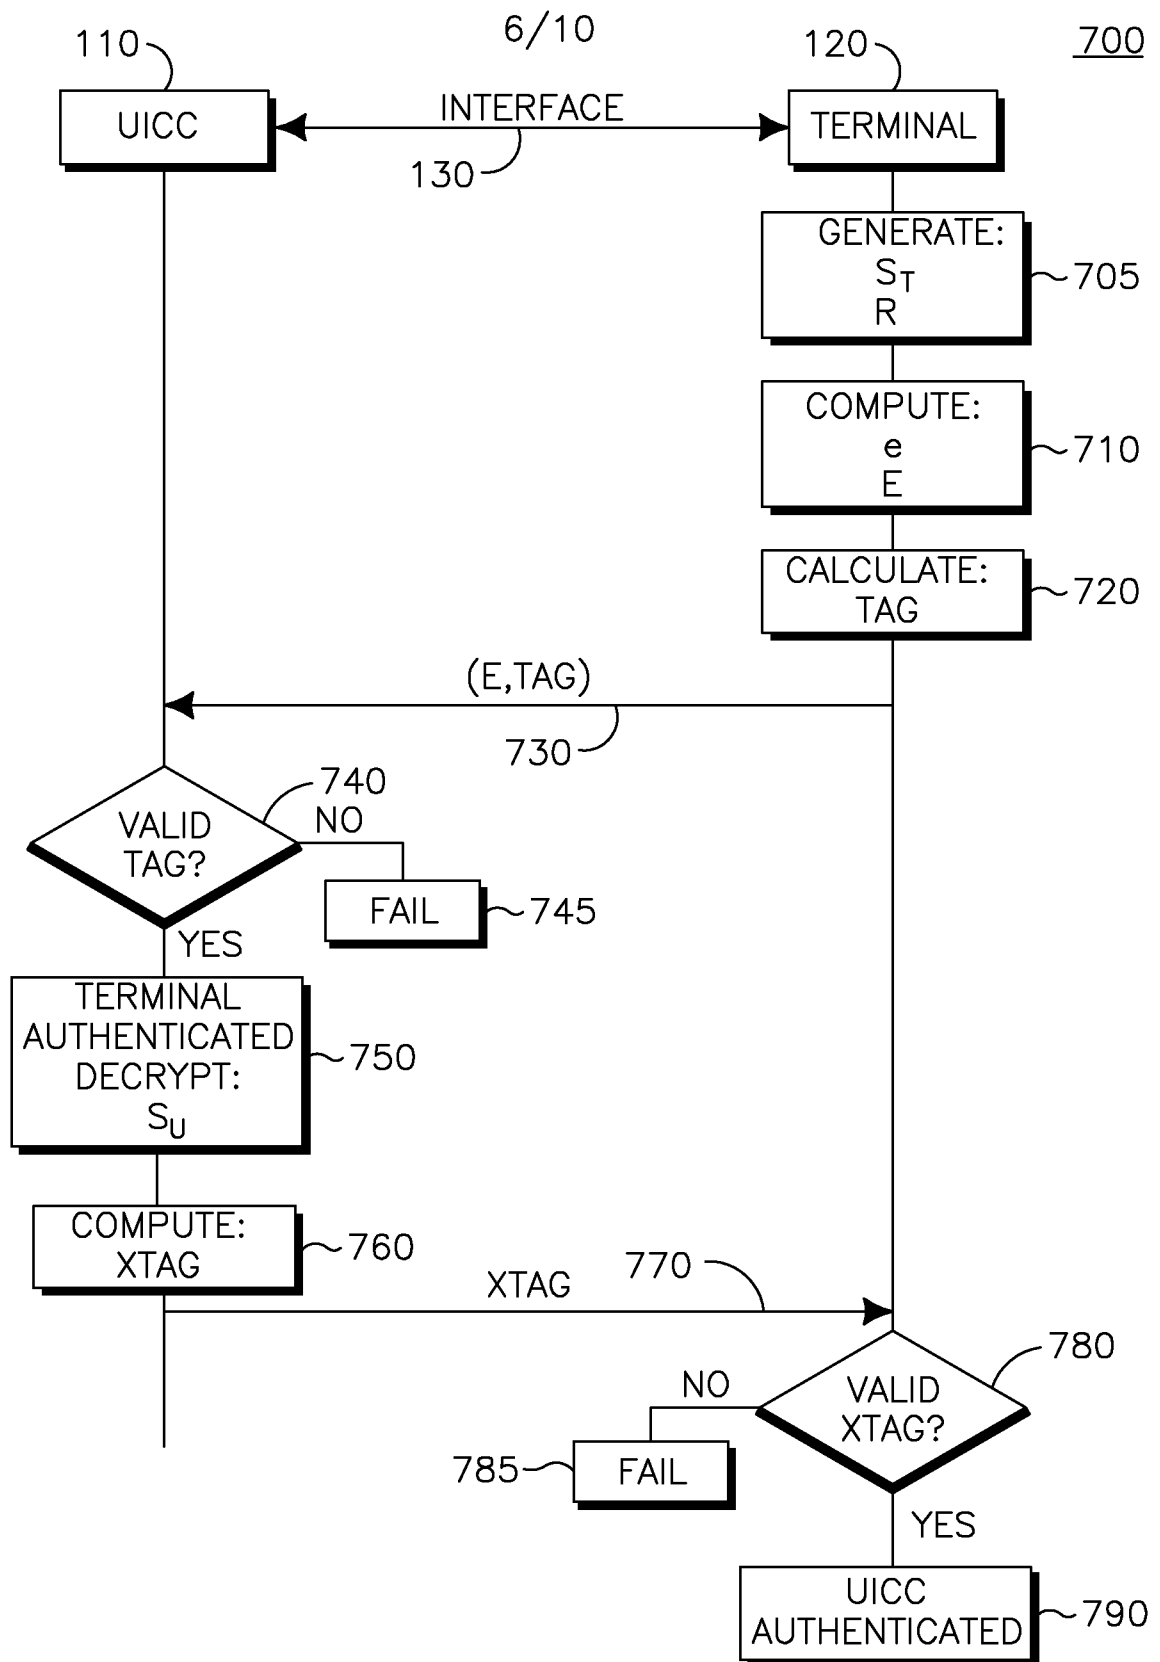 6/10
700
110
120
UICC
INTERFACE
TERMINAL
130
GENERATE:
S_T
R
705
COMPUTE:
e
E
710
CALCULATE:
TAG
720
(E,TAG)
730
740
VALID
TAG?
NO
FAIL
745
YES
TERMINAL
AUTHENTICATED
DECRYPT:
S_U
750
COMPUTE:
XTAG
760
XTAG
770
780
VALID
XTAG?
NO
785
FAIL
YES
UICC
AUTHENTICATED
790